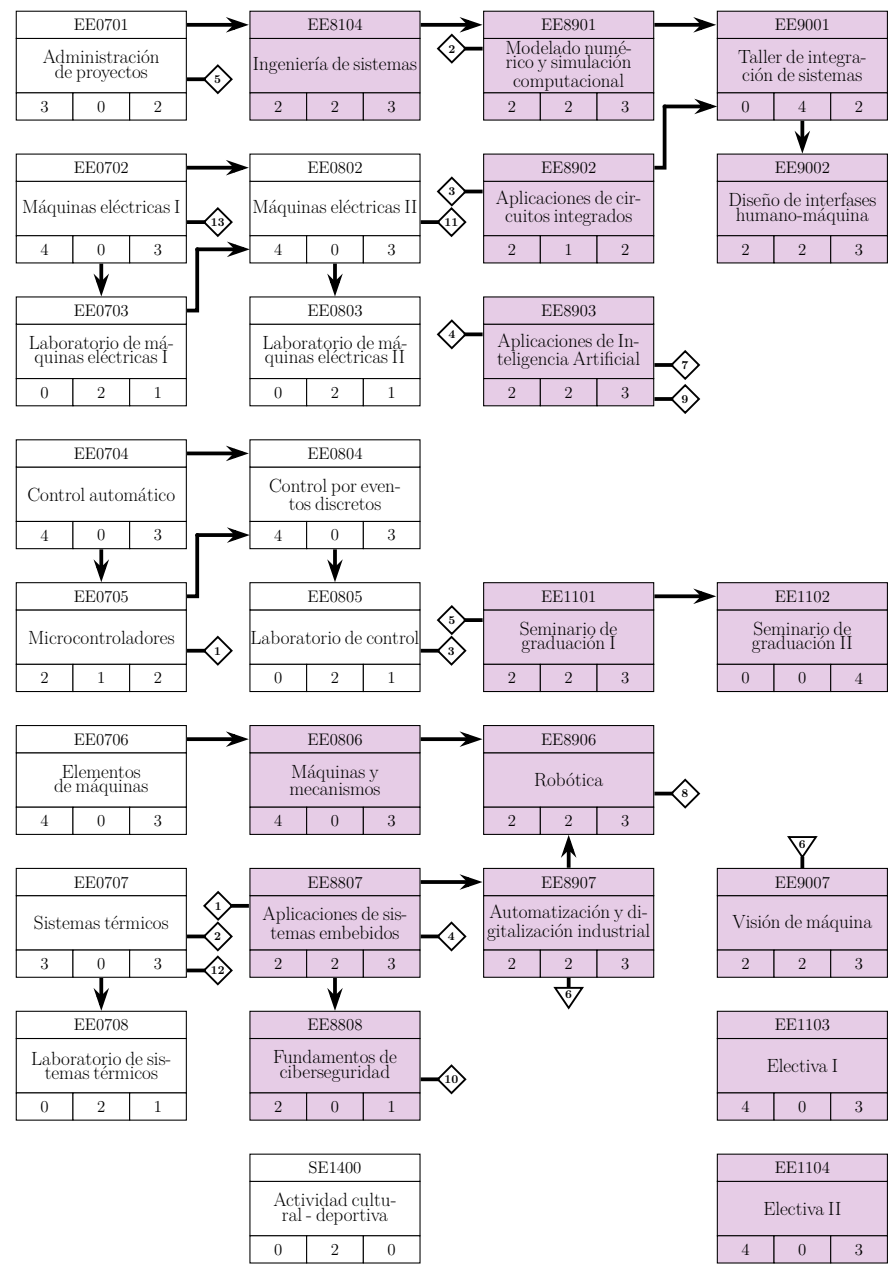 EE0701
Administración
de proyectos
5
3 0 2
EE8104
Ingeniería de sistemas
2 2 3
EE8901
2
Modelado numé-
rico y simulación
computacional
2 2 3
EE9001
Taller de integra-
ción de sistemas
0 4 2
EE0702
Máquinas eléctricas I
13
4 0 3
EE0802
Máquinas eléctricas II
11
4 0 3
EE8902
3
Aplicaciones de cir-
cuitos integrados
2 1 2
EE9002
Diseño de interfases
humano-máquina
2 2 3
EE0703
Laboratorio de má-
quinas eléctricas I
0 2 1
EE0803
Laboratorio de má-
quinas eléctricas II
0 2 1
EE8903
4
Aplicaciones de In-
teligencia Artificial
7
2 2 3
9
EE0704
Control automático
4 0 3
EE0804
Control por even-
tos discretos
4 0 3
EE0705
Microcontroladores
1
2 1 2
EE0805
Laboratorio de control
3
0 2 1
EE1101
5
Seminario de
graduación I
2 2 3
EE1102
Seminario de
graduación II
0 0 4
EE0706
Elementos
de máquinas
4 0 3
EE0806
Máquinas y
mecanismos
4 0 3
EE8906
Robótica
8
2 2 3
EE0707
Sistemas térmicos
2
3 0 3
12
EE8807
1
Aplicaciones de sis-
temas embebidos
4
2 2 3
EE8907
Automatización y di-
gitalización industrial
2 2 3
6
6
EE9007
Visión de máquina
2 2 3
EE0708
Laboratorio de sis-
temas térmicos
0 2 1
EE8808
Fundamentos de
ciberseguridad
10
2 0 1
EE1103
Electiva I
4 0 3
SE1400
Actividad cultu-
ral - deportiva
0 2 0
EE1104
Electiva II
4 0 3